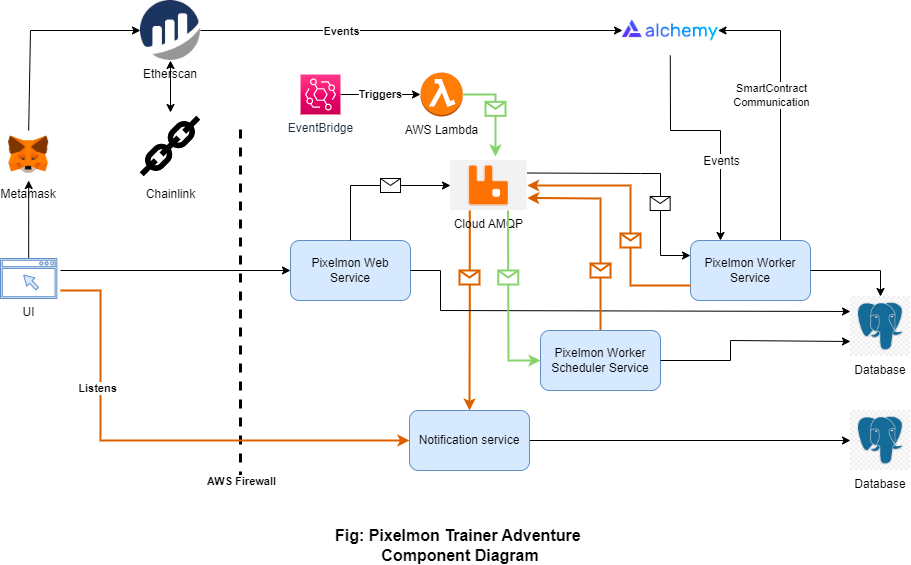 Events
alchemy
Etherscan
SmartContract
Communication
Triggers
EventBridge
AWS Lambda
Metamask
Chainlink
Events
Cloud AMQP
Pixelmon Web
Service
Pixelmon Worker
Service
UI
Pixelmon Worker
Scheduler Service
Database
Listens
Notification service
AWS Firewall
Database
Fig: Pixelmon Trainer Adventure
Component Diagram